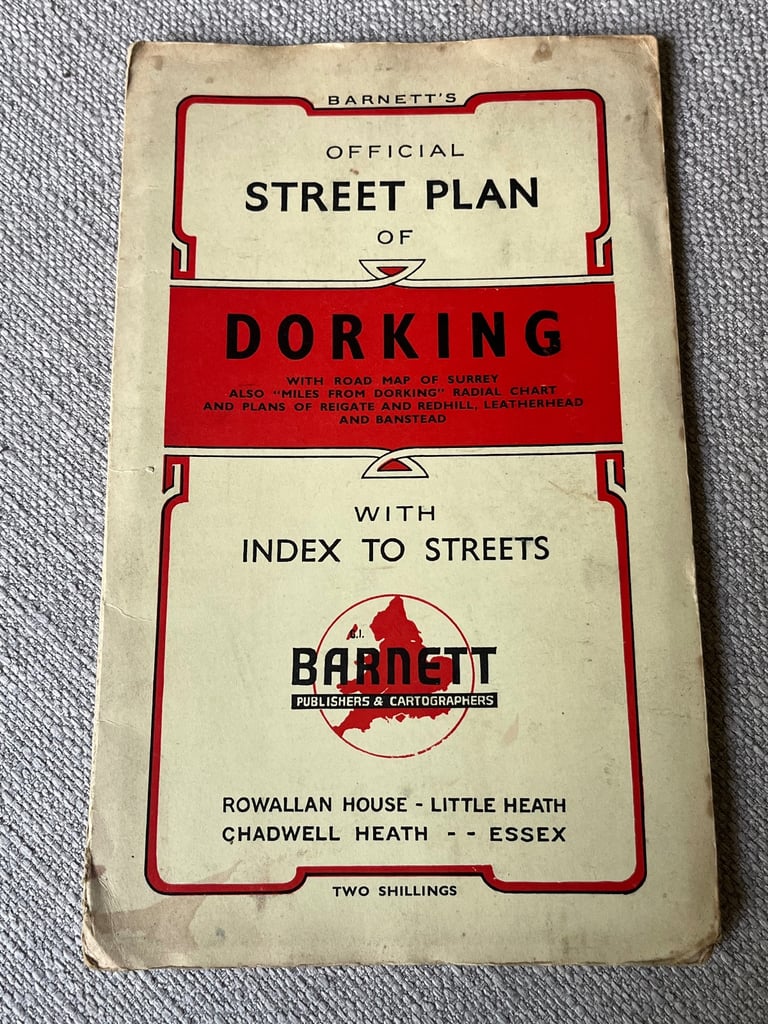 BARNETT'S
OFFICIAL
STREET PLAN
OF
DORKING
WITH ROAD MAP OF SURREY
ALSO "MILES FROM DORKING" RADIAL CHART
AND PLANS OF REIGATE AND REDHILL, LEATHERHEAD
AND BANSTEAD
WITH
INDEX TO STREETS
G.I.
BARNETT
PUBLISHERS & CARTOGRAPHERS
ROWALLAN HOUSE - LITTLE HEATH
CHADWELL HEATH - - ESSEX
TWO SHILLINGS